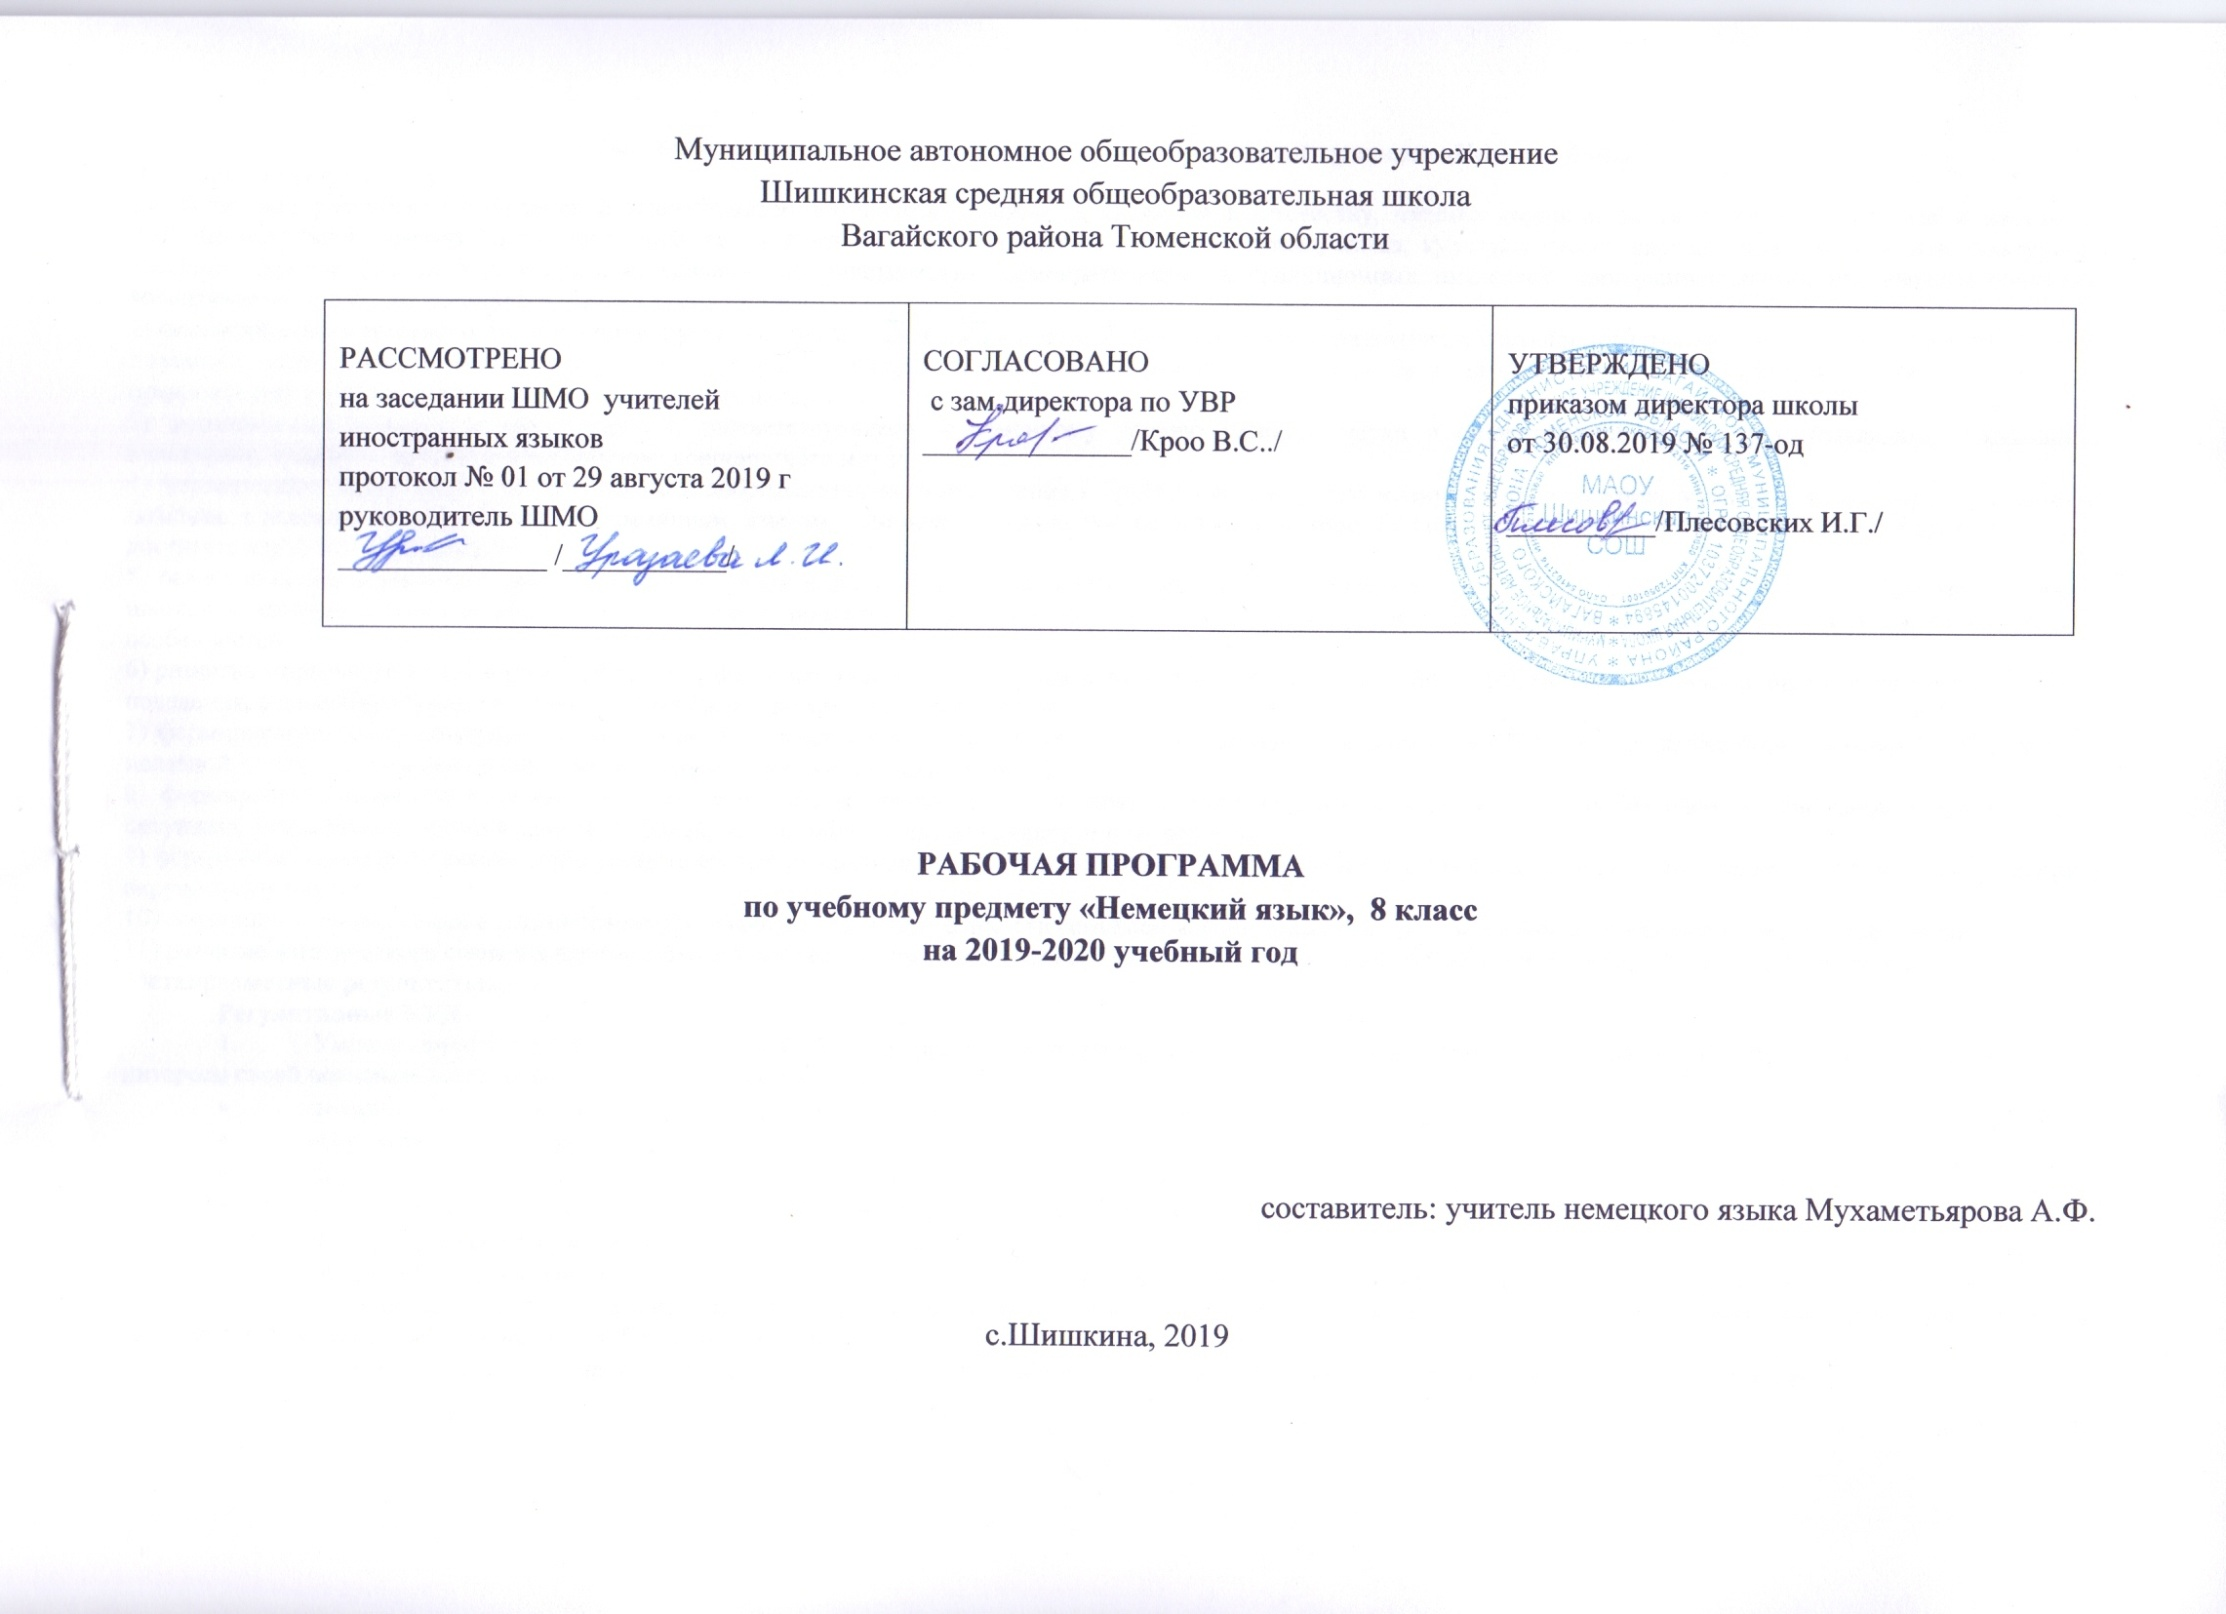 Муниципальное автономное общеобразовательное учреждение
Шишкинская средняя общеобразовательная школа
Вагайского района Тюменской области
РАССМОТРЕНО
на заседании ШМО  учителей
иностранных языков
протокол № 01 от 29 августа 2019 г
руководитель ШМО
/ Уразаева / Л.И.
СОГЛАСОВАНО
с зам.директора по УВР
/Кроо В.С../
УТВЕРЖДЕНО
приказом директора школы
от 30.08.2019 № 137-од
/Плесовских И.Г./
МАОУ
Шишкинская
СОШ
РАБОЧАЯ ПРОГРАММА
по учебному предмету «Немецкий язык»,  8 класс
на 2019-2020 учебный год
составитель: учитель немецкого языка Мухаметьярова А.Ф.
с.Шишкина, 2019